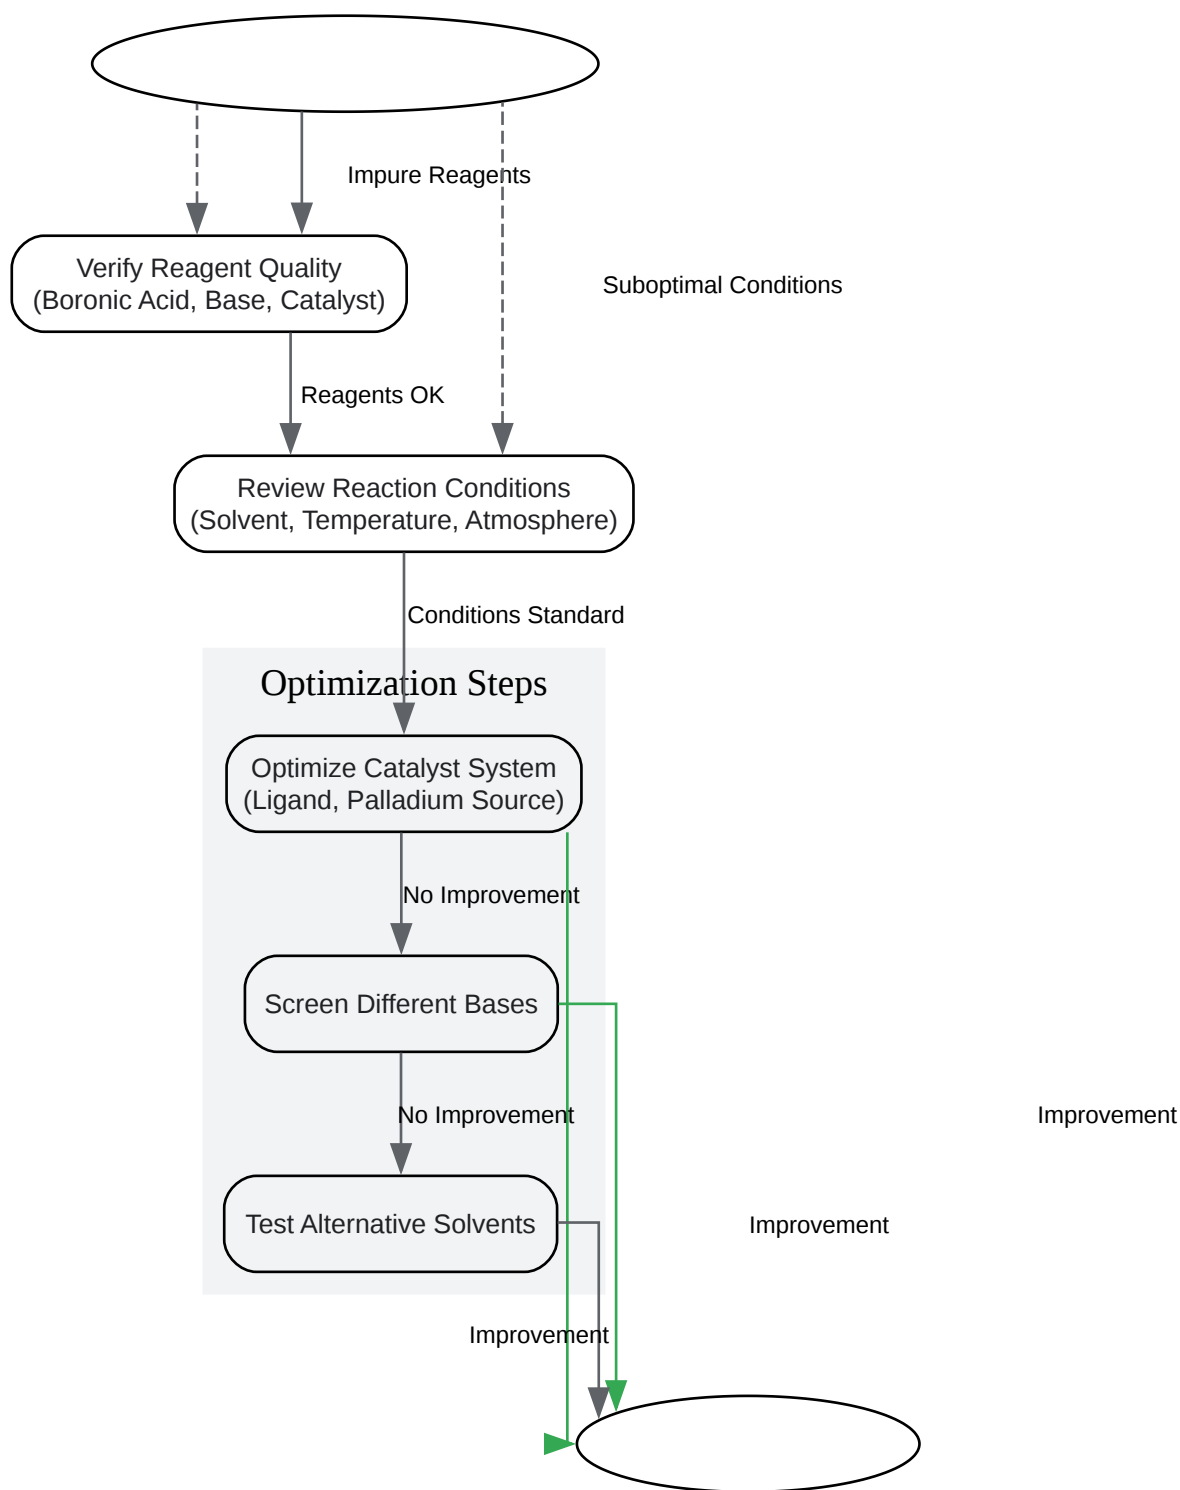 Impure Reagents
Verify Reagent Quality
(Boronic Acid, Base, Catalyst)
Suboptimal Conditions
Reagents OK
Review Reaction Conditions
(Solvent, Temperature, Atmosphere)
Conditions Standard
Optimization Steps
Optimize Catalyst System
(Ligand, Palladium Source)
No Improvement
Screen Different Bases
No Improvement
Improvement
Test Alternative Solvents
Improvement
Improvement